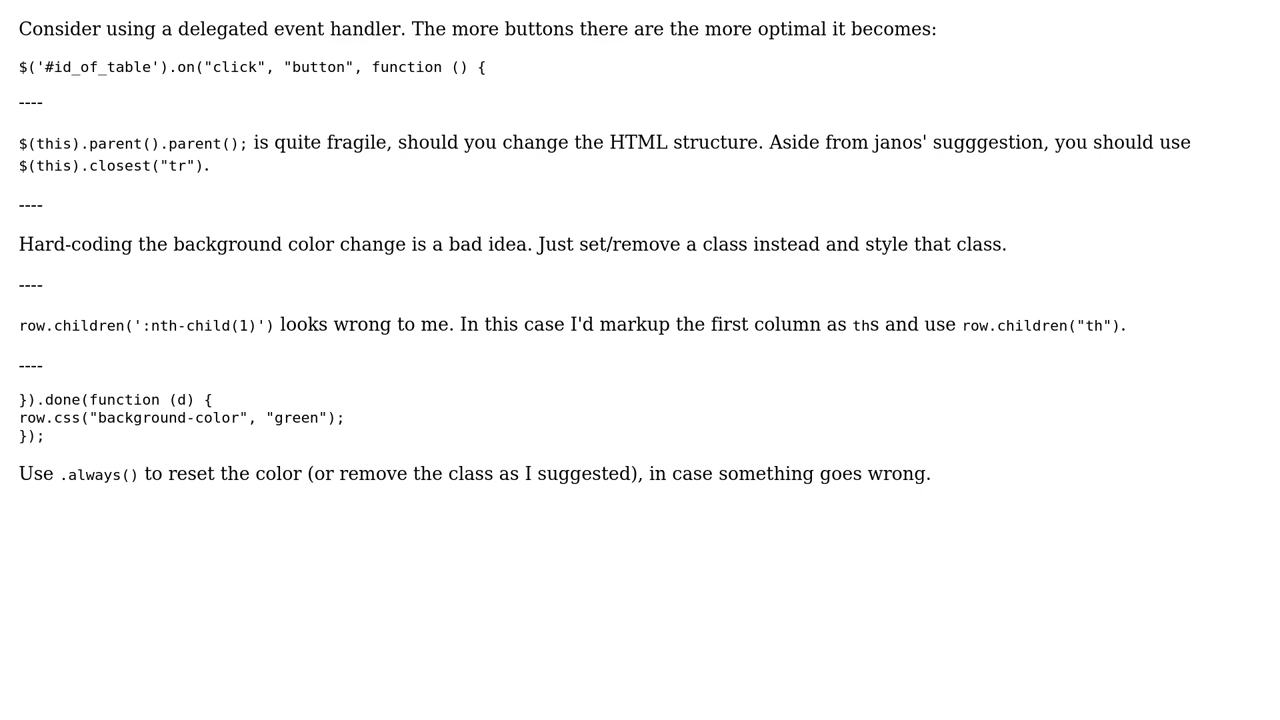 Consider using a delegated event handler. The more buttons there are the more optimal it becomes:
$('#id_of_table').on("click", "button", function () {
----
$(this).parent().parent(); is quite fragile, should you change the HTML structure. Aside from janos' sugggestion, you should use
$(this).closest("tr").
----
Hard-coding the background color change is a bad idea. Just set/remove a class instead and style that class.
----
row.children(':nth-child(1)') looks wrong to me. In this case I'd markup the first column as ths and use row.children("th").
----
}).done(function (d) {
row.css("background-color", "green");
});
Use .always() to reset the color (or remove the class as I suggested), in case something goes wrong.